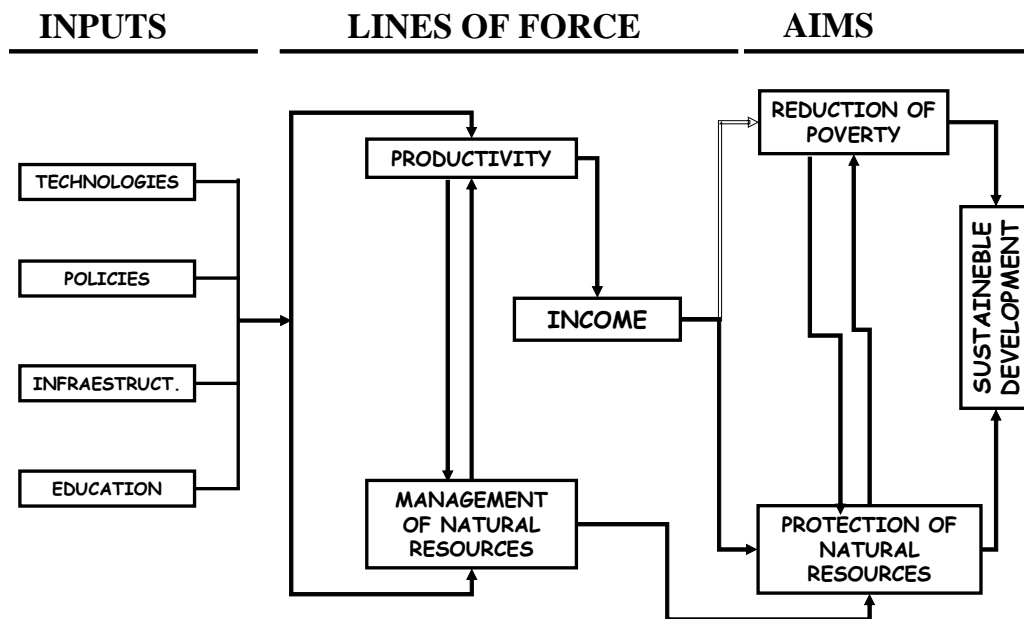 INPUTS
LINES OF FORCE
AIMS
TECHNOLOGIES
POLICIES
INFRAESTRUCT.
EDUCATION
PRODUCTIVITY
INCOME
MANAGEMENT
OF NATURAL
RESOURCES
REDUCTION OF
POVERTY
PROTECTION OF
NATURAL
RESOURCES
SUSTAINEBLE
DEVELOPMENT